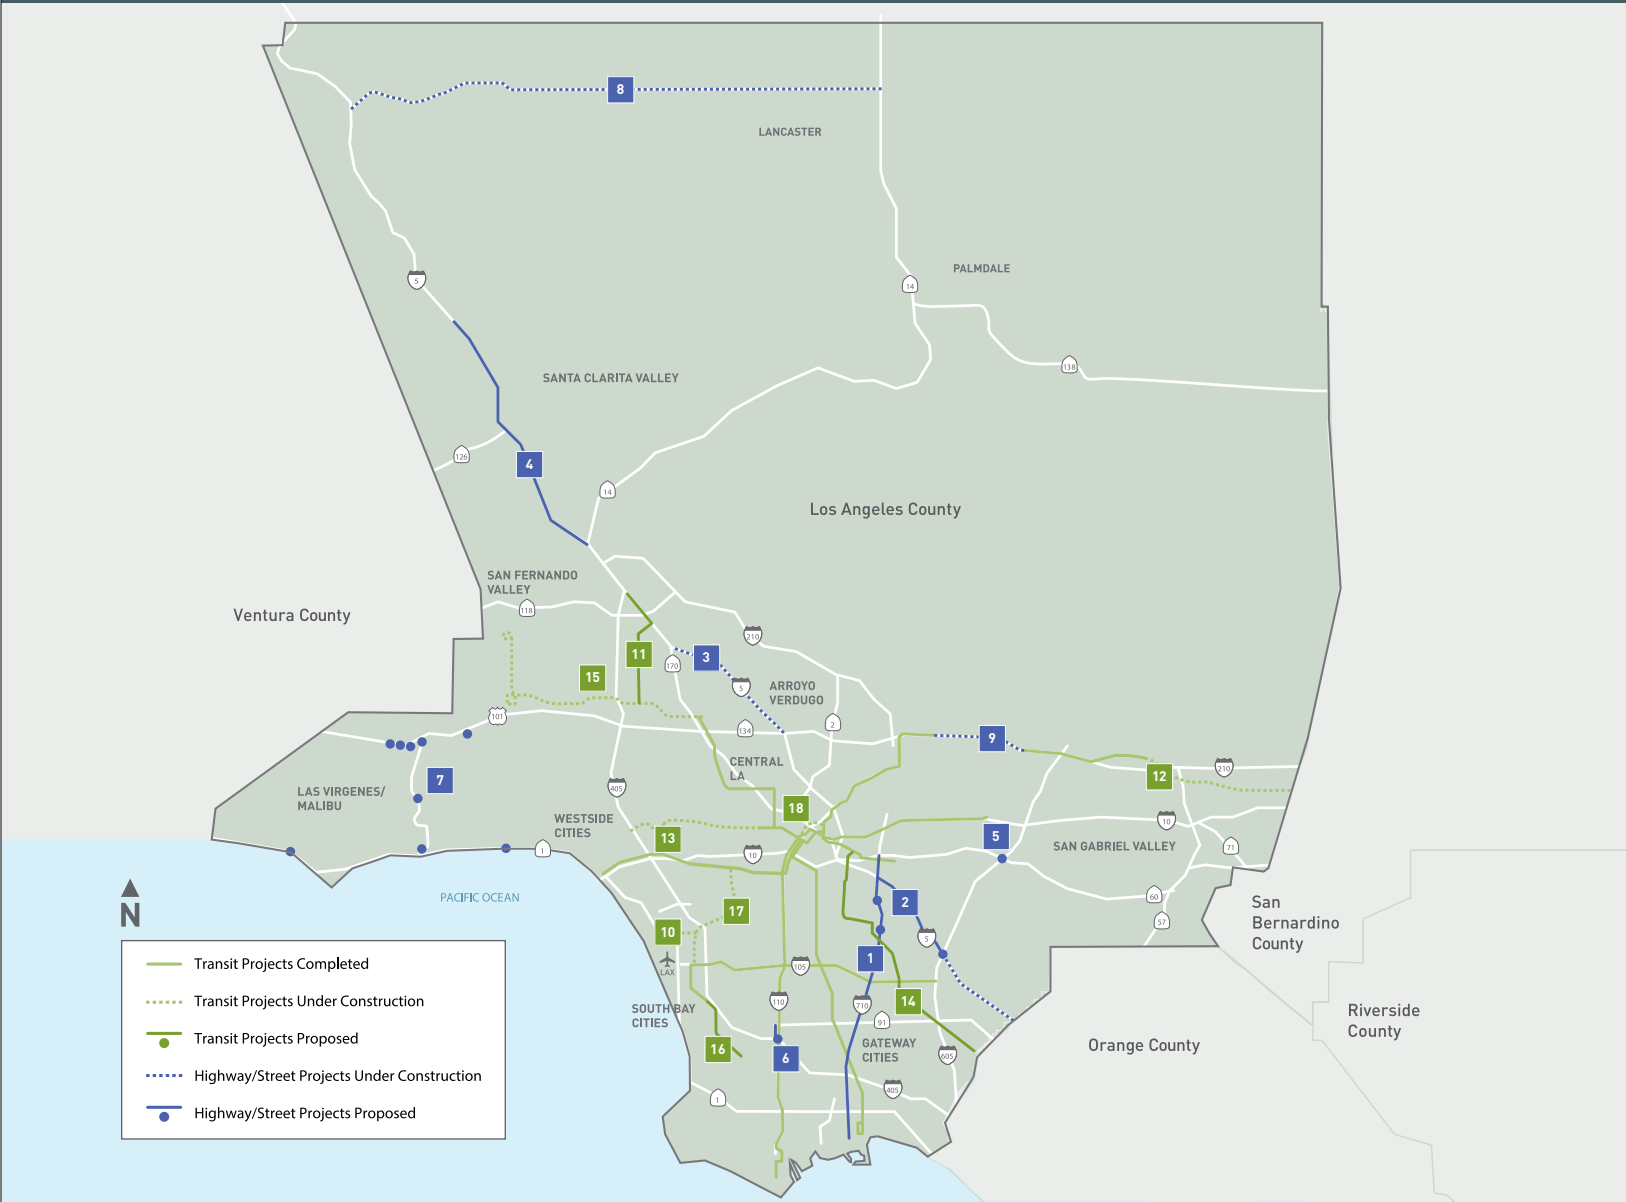 8
LANCASTER
5
14
PALMDALE
138
SANTA CLARITA VALLEY
126
4
14
Los Angeles County
SAN FERNANDO
VALLEY
118
Ventura County
210
11
170
3
15
5
ARROYO
VERDUGO
101
134
2
9
CENTRAL
LA
210
12
7
LAS VIRGENES/
MALIBU
405
18
WESTSIDE
CITIES
13
10
5
10
1
SAN GABRIEL VALLEY
71
60
57
PACIFIC OCEAN
N
17
2
10
5
LAX
1
105
San
Bernardino
County
110
710
14
SOUTH BAY
CITIES
91
16
6
GATEWAY
CITIES
605
405
1
Riverside
County
Orange County
Transit Projects Completed
Transit Projects Under Construction
Transit Projects Proposed
Highway/Street Projects Under Construction
Highway/Street Projects Proposed